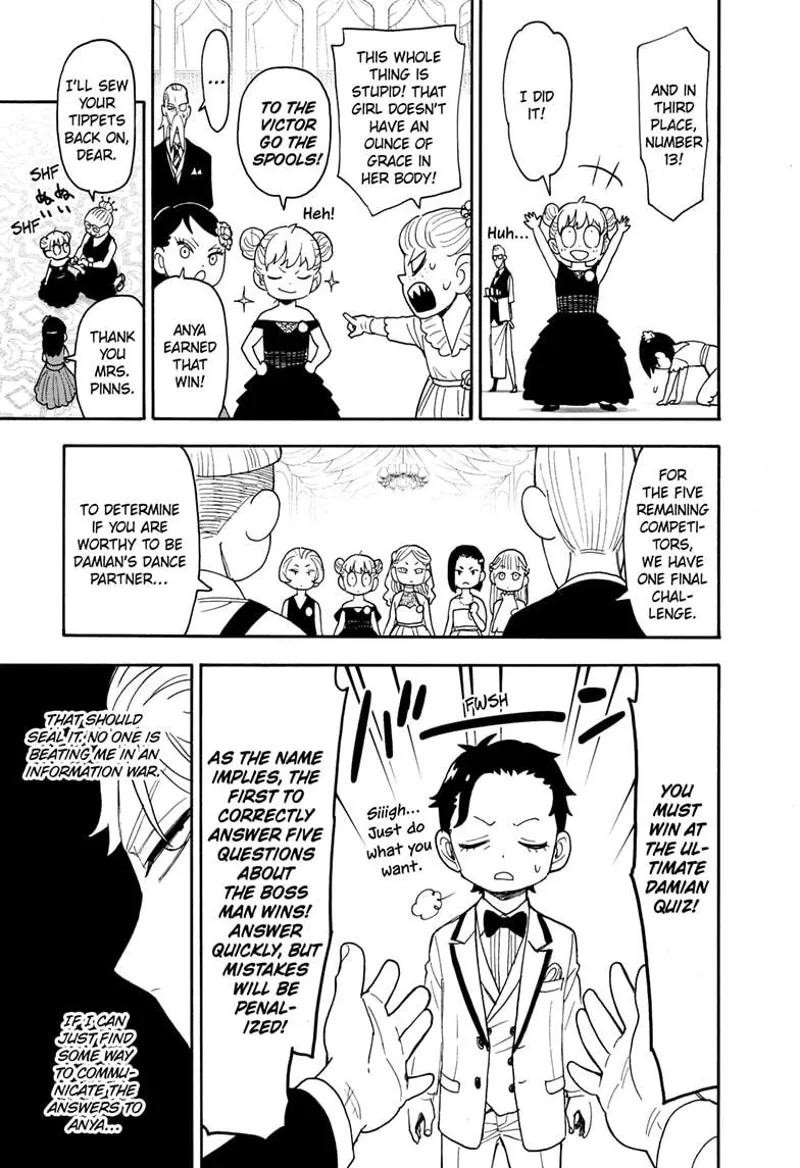 AND IN
THIRD
PLACE,
NUMBER
13!
I DID
IT!
Huh...
THIS WHOLE
THING IS
STUPID! THAT
GIRL DOESN'T
HAVE AN
OUNCE OF
GRACE IN
HER BODY!
TO THE
VICTOR
GO THE
SPOOLS!
...
Heh!
ANYA
EARNED
THAT
WIN!
I'LL SEW
YOUR
TIPPETS
BACK ON,
DEAR.
SHF
ぬぬ
SHF
THANK
YOU
MRS.
PINNS.
FOR
THE FIVE
REMAINING
COMPETI-
TORS,
WE HAVE
ONE FINAL
CHAL-
LENGE.
TO DETERMINE
IF YOU ARE
WORTHY TO BE
DAMIAN'S DANCE
PARTNER...
YOU
MUST
WIN AT
THE UL-
TIMATE
DAMIAN
QUIZ!
FWSH
Siiigh...
Just do
what you
want.
AS THE NAME
IMPLIES, THE
FIRST TO
CORRECTLY
ANSWER FIVE
QUESTIONS
ABOUT
THE BOSS
MAN WINS!
ANSWER
QUICKLY, BUT
MISTAKES
WILL BE
PENAL-
IZED!
THAT SHOULD
SEAL IT. NO ONE IS
BEATING ME IN AN
INFORMATION WAR.
IF I CAN
JUST FIND
SOME WAY
TO COMMU-
NICATE THE
ANSWERS TO
ANYA...